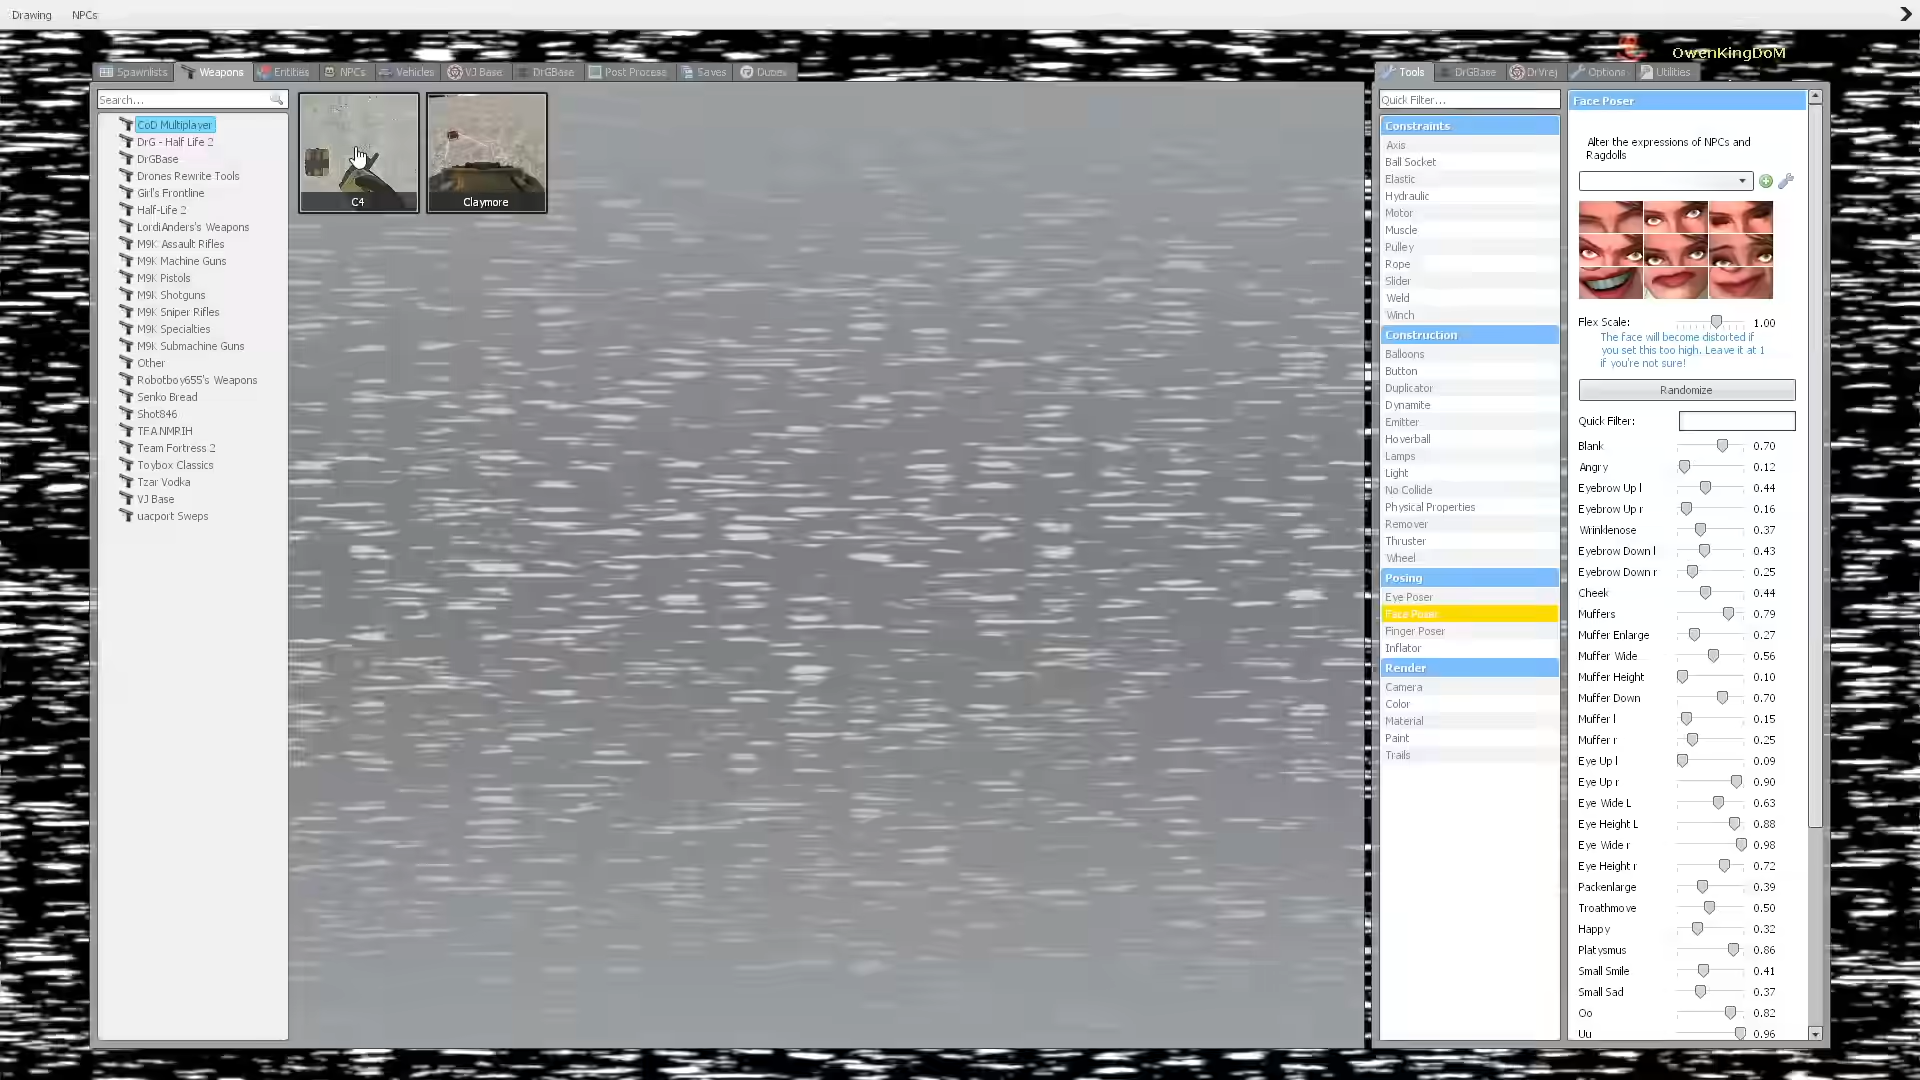 Drawing NPCs
OwenKingDoM
Spawnlists Weapons Entities NPCs Vehicles VJ Base DrGBase Post Process Saves Dupes
Search...
CoD Multiplayer
DrG - Half Life 2
DrGBase
Drones Rewrite Tools
Girl's Frontline
Half-Life 2
LordiAnders's Weapons
M9K Assault Rifles
M9K Machine Guns
M9K Pistols
M9K Shotguns
M9K Sniper Rifles
M9K Specialties
M9K Submachine Guns
Other
Robotboy655's Weapons
Senko Bread
Shot846
TFA NMRIH
Team Fortress 2
Toybox Classics
Tzar Vodka
VJ Base
uacport Sweps
C4
Claymore
Tools DrGBase DrVrej Options Utilities
Quick Filter...
Constraints
Axis
Ball Socket
Elastic
Hydraulic
Motor
Muscle
Pulley
Rope
Slider
Weld
Winch
Construction
Balloons
Button
Duplicator
Dynamite
Emitter
Hoverball
Lamps
Light
No Collide
Physical Properties
Remover
Thruster
Wheel
Posing
Eye Poser
Face Poser
Finger Poser
Inflator
Render
Camera
Color
Material
Paint
Trails
Face Poser
Alter the expressions of NPCs and
Ragdolls
Flex Scale: 1.00
The face will become distorted if
you set this too high. Leave it at 1
if you're not sure!
Randomize
Quick Filter:
Blank 0.70
Angry 0.12
Eyebrow Up l 0.44
Eyebrow Up r 0.16
Wrinklenose 0.37
Eyebrow Down l 0.43
Eyebrow Down r 0.25
Cheek 0.44
Muffers 0.79
Muffer Enlarge 0.27
Muffer Wide 0.56
Muffer Height 0.10
Muffer Down 0.70
Muffer l 0.15
Muffer r 0.25
Eye Up l 0.09
Eye Up r 0.90
Eye Wide L 0.63
Eye Height L 0.88
Eye Wide r 0.98
Eye Height r 0.72
Packenlarge 0.39
Troathmove 0.50
Happy 0.32
Platysmus 0.86
Small Smile 0.41
Small Sad 0.37
Oo 0.82
Uu 0.96